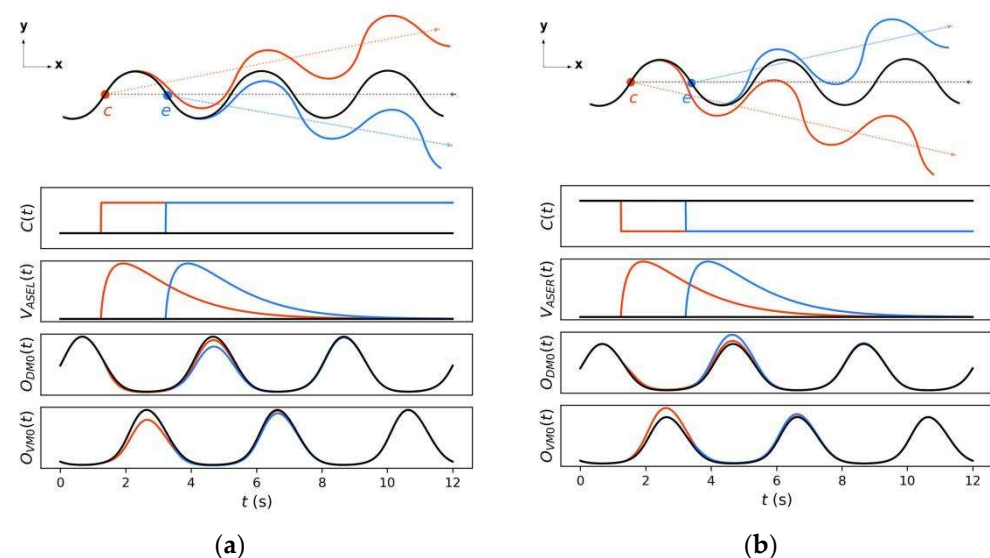 y
x
c
e
C(t)
V_ASEL(t)
O_DM0(t)
O_VM0(t)
0 2 4 6 8 10 12
t (s)
(a)
y
x
c
e
C(t)
V_ASER(t)
O_DM0(t)
O_VM0(t)
0 2 4 6 8 10 12
t (s)
(b)